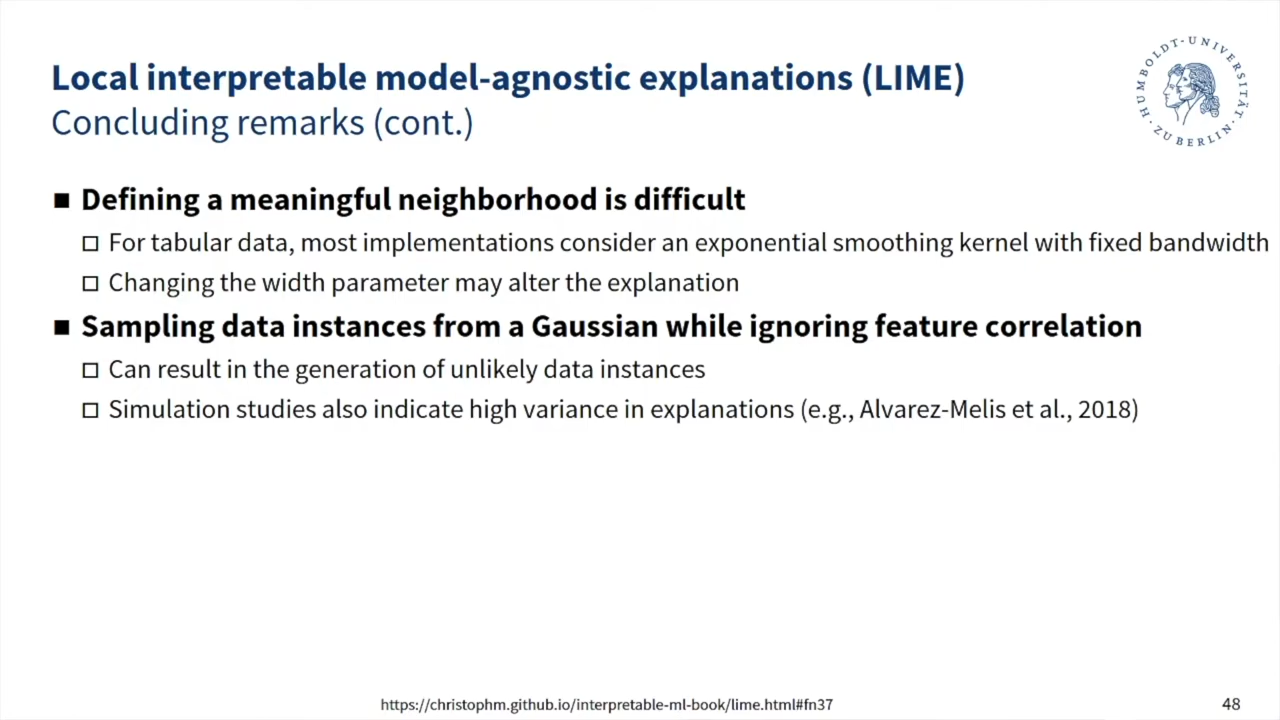 Local interpretable model-agnostic explanations (LIME)
Concluding remarks (cont.)
HUMBOLDT-UNIVERSITÄT · ZU BERLIN ·
■ Defining a meaningful neighborhood is difficult
□ For tabular data, most implementations consider an exponential smoothing kernel with fixed bandwidth
□ Changing the width parameter may alter the explanation
■ Sampling data instances from a Gaussian while ignoring feature correlation
□ Can result in the generation of unlikely data instances
□ Simulation studies also indicate high variance in explanations (e.g., Alvarez-Melis et al., 2018)
https://christophm.github.io/interpretable-ml-book/lime.html#fn37
48